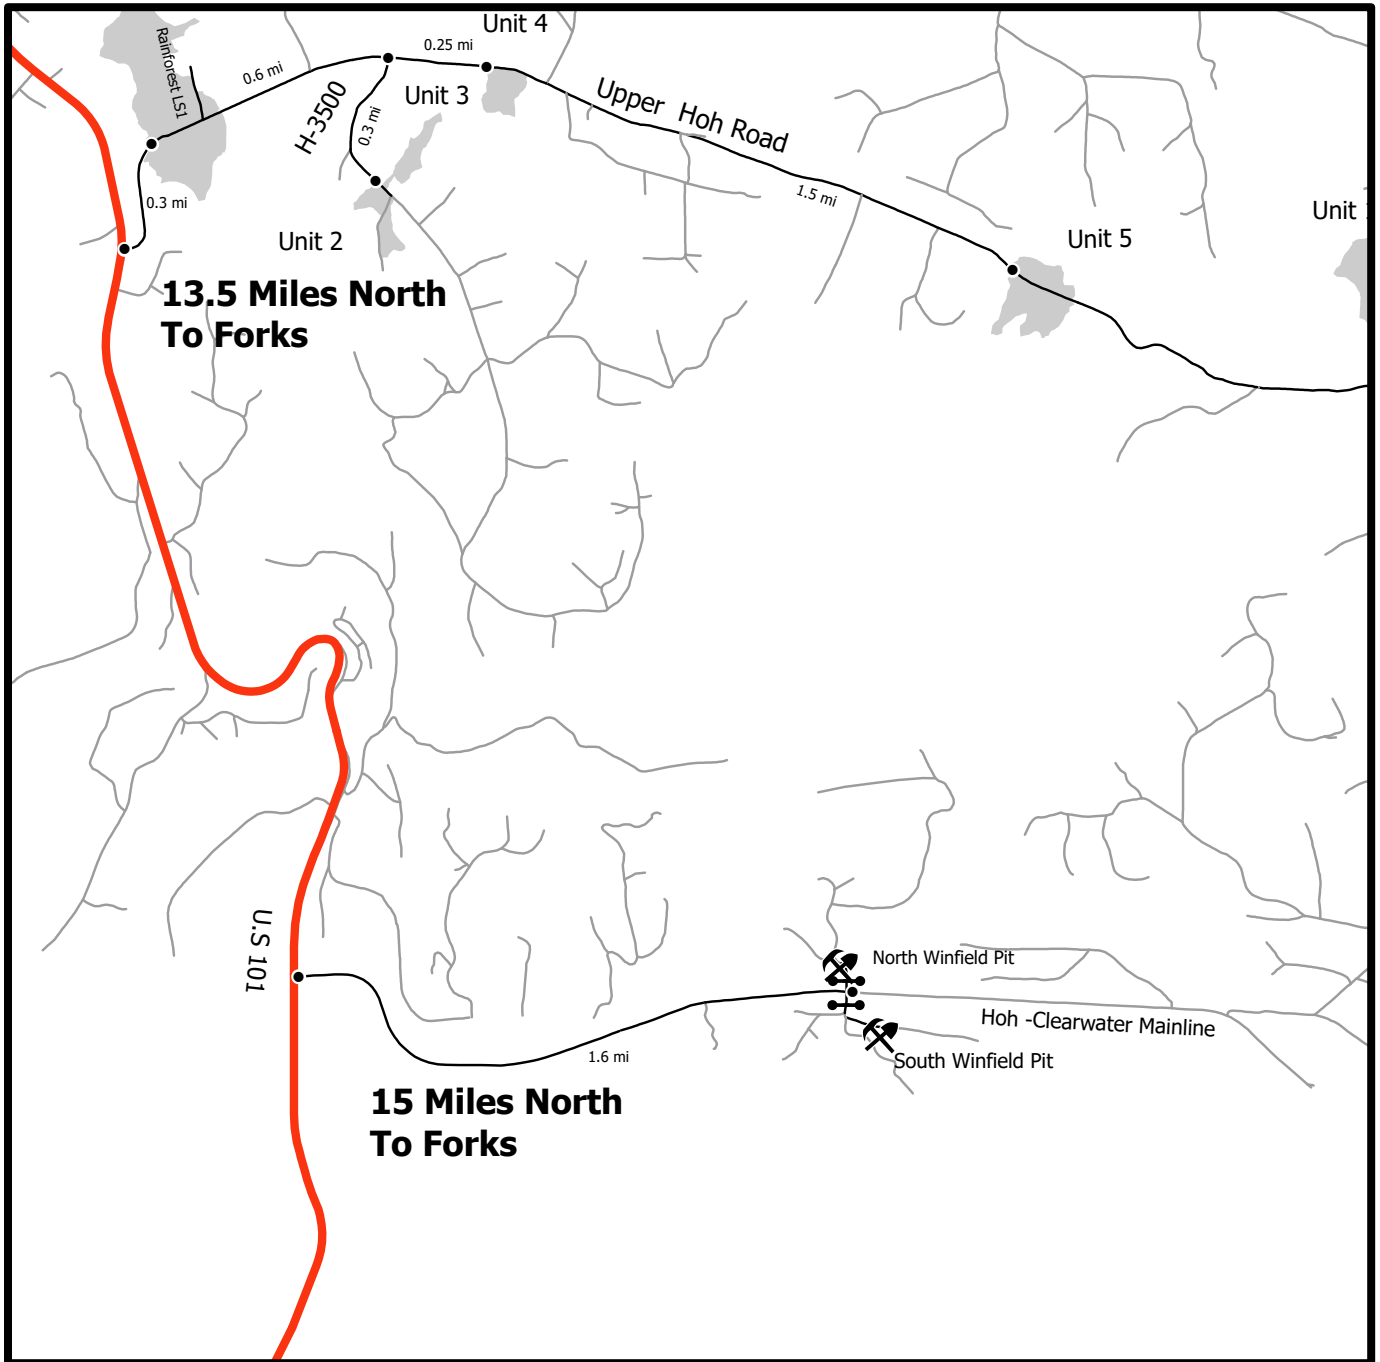 Unit 4
Rainforest LS1
0.6 mi
0.25 mi
H-3500
Unit 3
0.3 mi
Upper Hoh Road
0.3 mi
1.5 mi
Unit
Unit 2
Unit 5
13.5 Miles North
To Forks
U.S 101
North Winfield Pit
Hoh -Clearwater Mainline
1.6 mi
South Winfield Pit
15 Miles North
To Forks